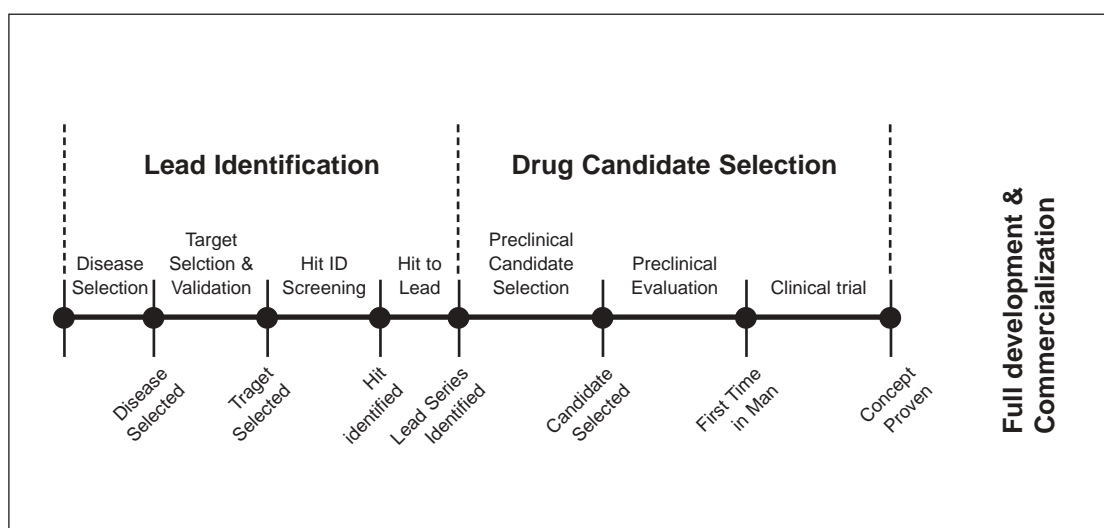 Lead Identification
Drug Candidate Selection
Disease
Selection
Target
Selction &
Validation
Hit ID
Screening
Hit to
Lead
Preclinical
Candidate
Selection
Preclinical
Evaluation
Clinical trial
Disease
Selected
Traget
Selected
Hit
identified
Lead Series
Identified
Candidate
Selected
First Time
in Man
Concept
Proven
Full development &
Commercialization